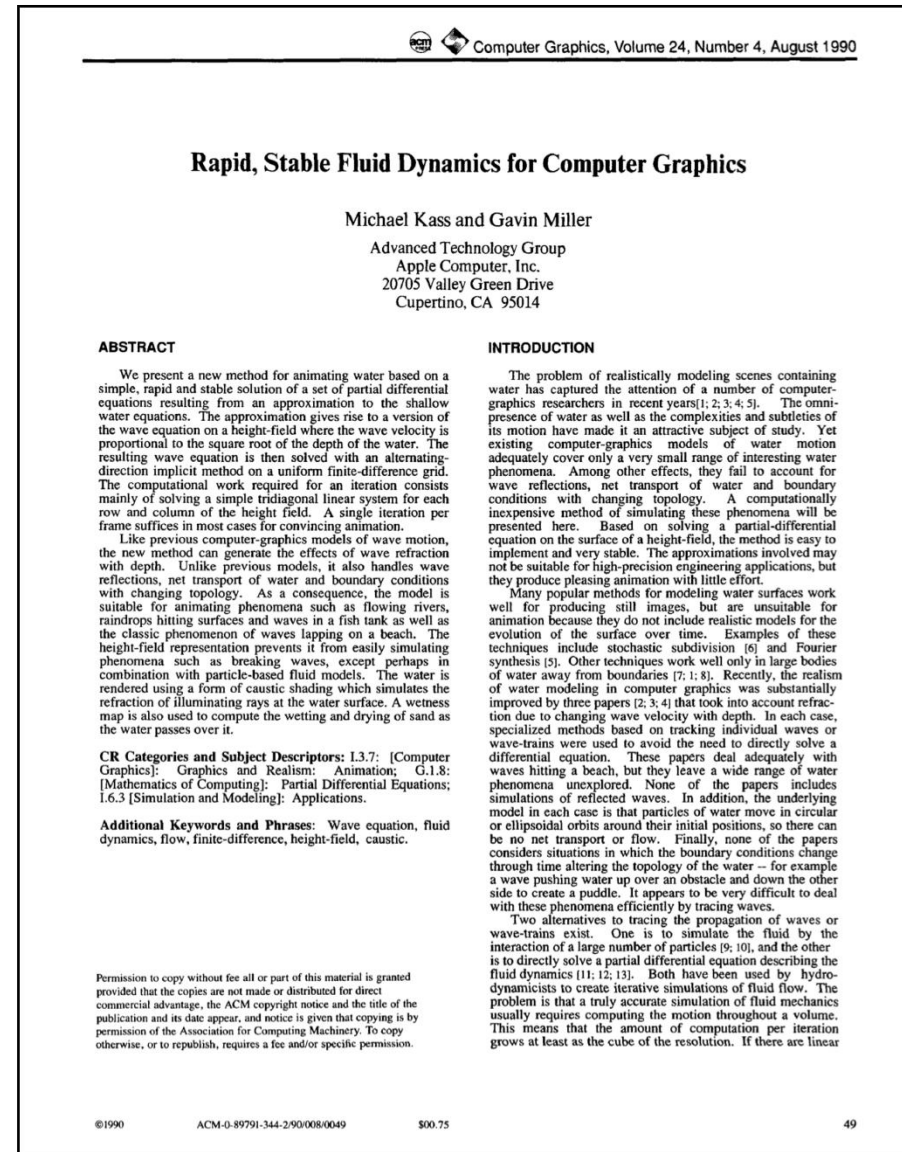 acm PRESS Computer Graphics, Volume 24, Number 4, August 1990
Rapid, Stable Fluid Dynamics for Computer Graphics
Michael Kass and Gavin Miller
Advanced Technology Group
Apple Computer, Inc.
20705 Valley Green Drive
Cupertino, CA 95014
ABSTRACT
We present a new method for animating water based on a
simple, rapid and stable solution of a set of partial differential
equations resulting from an approximation to the shallow
water equations. The approximation gives rise to a version of
the wave equation on a height-field where the wave velocity is
proportional to the square root of the depth of the water. The
resulting wave equation is then solved with an alternating-
direction implicit method on a uniform finite-difference grid.
The computational work required for an iteration consists
mainly of solving a simple tridiagonal linear system for each
row and column of the height field. A single iteration per
frame suffices in most cases for convincing animation.
Like previous computer-graphics models of wave motion,
the new method can generate the effects of wave refraction
with depth. Unlike previous models, it also handles wave
reflections, net transport of water and boundary conditions
with changing topology. As a consequence, the model is
suitable for animating phenomena such as flowing rivers,
raindrops hitting surfaces and waves in a fish tank as well as
the classic phenomenon of waves lapping on a beach. The
height-field representation prevents it from easily simulating
phenomena such as breaking waves, except perhaps in
combination with particle-based fluid models. The water is
rendered using a form of caustic shading which simulates the
refraction of illuminating rays at the water surface. A wetness
map is also used to compute the wetting and drying of sand as
the water passes over it.
CR Categories and Subject Descriptors: I.3.7: [Computer
Graphics]: Graphics and Realism: Animation; G.1.8:
[Mathematics of Computing]: Partial Differential Equations;
I.6.3 [Simulation and Modeling]: Applications.
Additional Keywords and Phrases: Wave equation, fluid
dynamics, flow, finite-difference, height-field, caustic.
Permission to copy without fee all or part of this material is granted
provided that the copies are not made or distributed for direct
commercial advantage, the ACM copyright notice and the title of the
publication and its date appear, and notice is given that copying is by
permission of the Association for Computing Machinery. To copy
otherwise, or to republish, requires a fee and/or specific permission.
INTRODUCTION
The problem of realistically modeling scenes containing
water has captured the attention of a number of computer-
graphics researchers in recent years[1; 2; 3; 4; 5]. The omni-
presence of water as well as the complexities and subtleties of
its motion have made it an attractive subject of study. Yet
existing computer-graphics models of water motion
adequately cover only a very small range of interesting water
phenomena. Among other effects, they fail to account for
wave reflections, net transport of water and boundary
conditions with changing topology. A computationally
inexpensive method of simulating these phenomena will be
presented here. Based on solving a partial-differential
equation on the surface of a height-field, the method is easy to
implement and very stable. The approximations involved may
not be suitable for high-precision engineering applications, but
they produce pleasing animation with little effort.
Many popular methods for modeling water surfaces work
well for producing still images, but are unsuitable for
animation because they do not include realistic models for the
evolution of the surface over time. Examples of these
techniques include stochastic subdivision [6] and Fourier
synthesis [5]. Other techniques work well only in large bodies
of water away from boundaries [7; 1; 8]. Recently, the realism
of water modeling in computer graphics was substantially
improved by three papers [2; 3; 4] that took into account refrac-
tion due to changing wave velocity with depth. In each case,
specialized methods based on tracking individual waves or
wave-trains were used to avoid the need to directly solve a
differential equation. These papers deal adequately with
waves hitting a beach, but they leave a wide range of water
phenomena unexplored. None of the papers includes
simulations of reflected waves. In addition, the underlying
model in each case is that particles of water move in circular
or ellipsoidal orbits around their initial positions, so there can
be no net transport or flow. Finally, none of the papers
considers situations in which the boundary conditions change
through time altering the topology of the water -- for example
a wave pushing water up over an obstacle and down the other
side to create a puddle. It appears to be very difficult to deal
with these phenomena efficiently by tracing waves.
Two alternatives to tracing the propagation of waves or
wave-trains exist. One is to simulate the fluid by the
interaction of a large number of particles [9; 10], and the other
is to directly solve a partial differential equation describing the
fluid dynamics [11; 12; 13]. Both have been used by hydro-
dynamicists to create iterative simulations of fluid flow. The
problem is that a truly accurate simulation of fluid mechanics
usually requires computing the motion throughout a volume.
This means that the amount of computation per iteration
grows at least as the cube of the resolution. If there are linear
©1990 ACM-0-89791-344-2/90/008/0049 $00.75 49